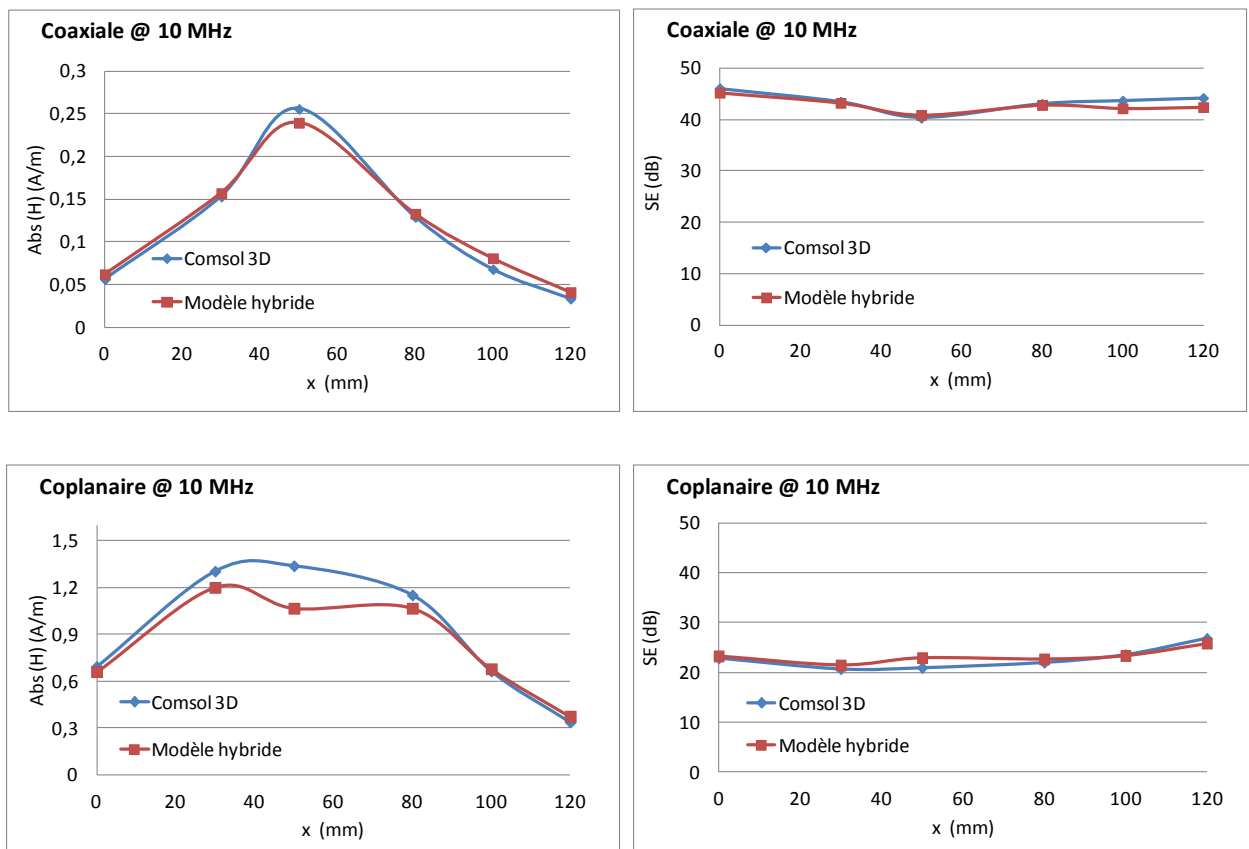 Coaxiale @ 10 MHz
0,3
0,25
0,2
0,15
0,1
0,05
0
Abs (H) (A/m)
Comsol 3D
Modèle hybride
0 20 40 60 80 100 120
x (mm)
Coaxiale @ 10 MHz
50
40
30
20
10
0
SE (dB)
Comsol 3D
Modèle hybride
0 20 40 60 80 100 120
x (mm)
Coplanaire @ 10 MHz
1,5
1,2
0,9
0,6
0,3
0
Abs (H) (A/m)
Comsol 3D
Modèle hybride
0 20 40 60 80 100 120
x (mm)
Coplanaire @ 10 MHz
50
40
30
20
10
0
SE (dB)
Comsol 3D
Modèle hybride
0 20 40 60 80 100 120
x (mm)